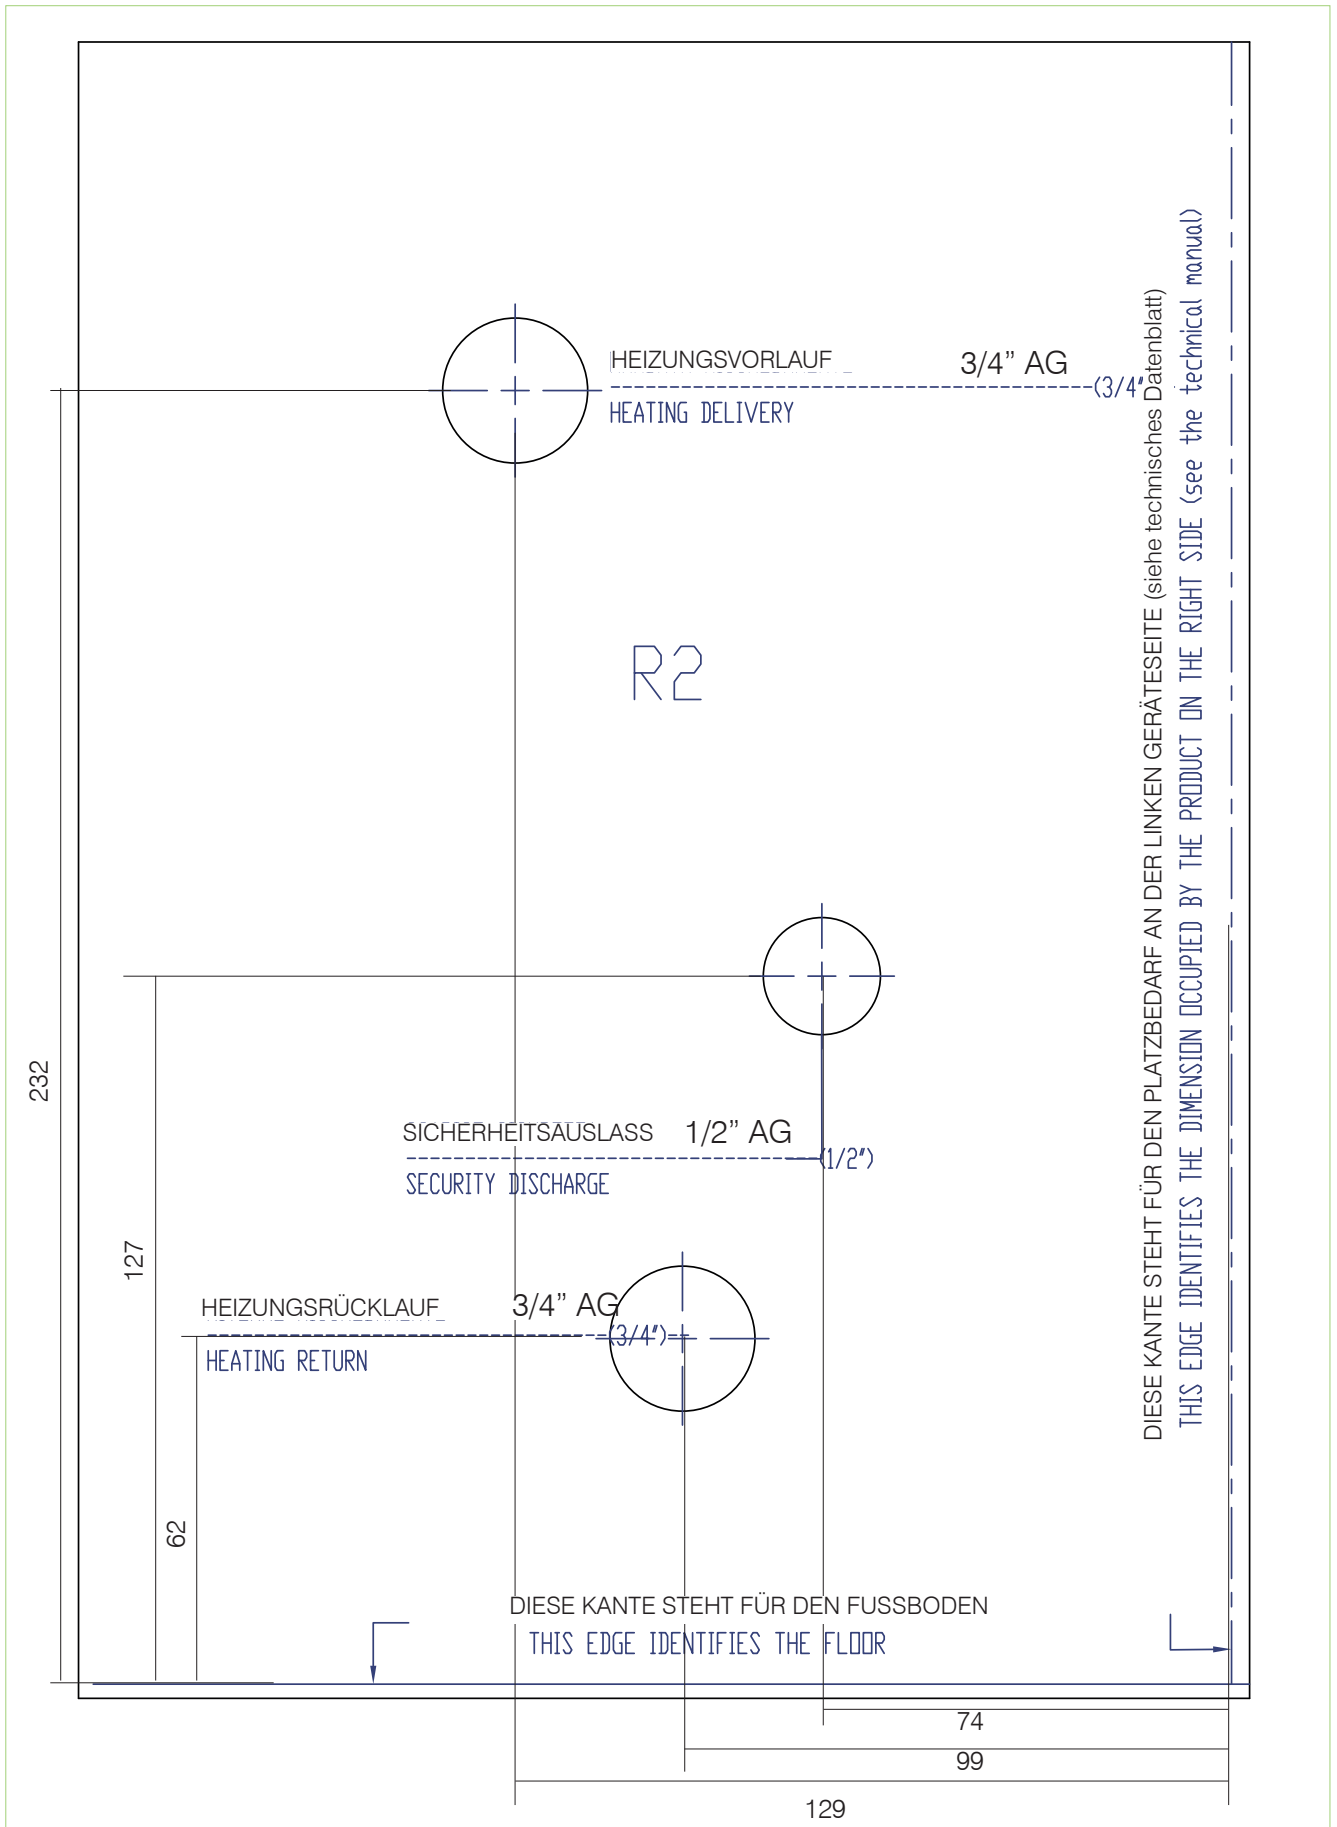 HEIZUNGSVORLAUF 3/4” AG
(3/4"
HEATING DELIVERY
R2
DIESE KANTE STEHT FÜR DEN PLATZBEDARF AN DER LINKEN GERÄTESEITE (siehe technisches Datenblatt)
THIS EDGE IDENTIFIES THE DIMENSION OCCUPIED BY THE PRODUCT ON THE RIGHT SIDE (see the technical manual)
232
SICHERHEITSAUSLASS 1/2” AG
(1/2")
SECURITY DISCHARGE
127
HEIZUNGSRÜCKLAUF 3/4” AG
(3/4")
HEATING RETURN
62
DIESE KANTE STEHT FÜR DEN FUSSBODEN
THIS EDGE IDENTIFIES THE FLOOR
74
99
129